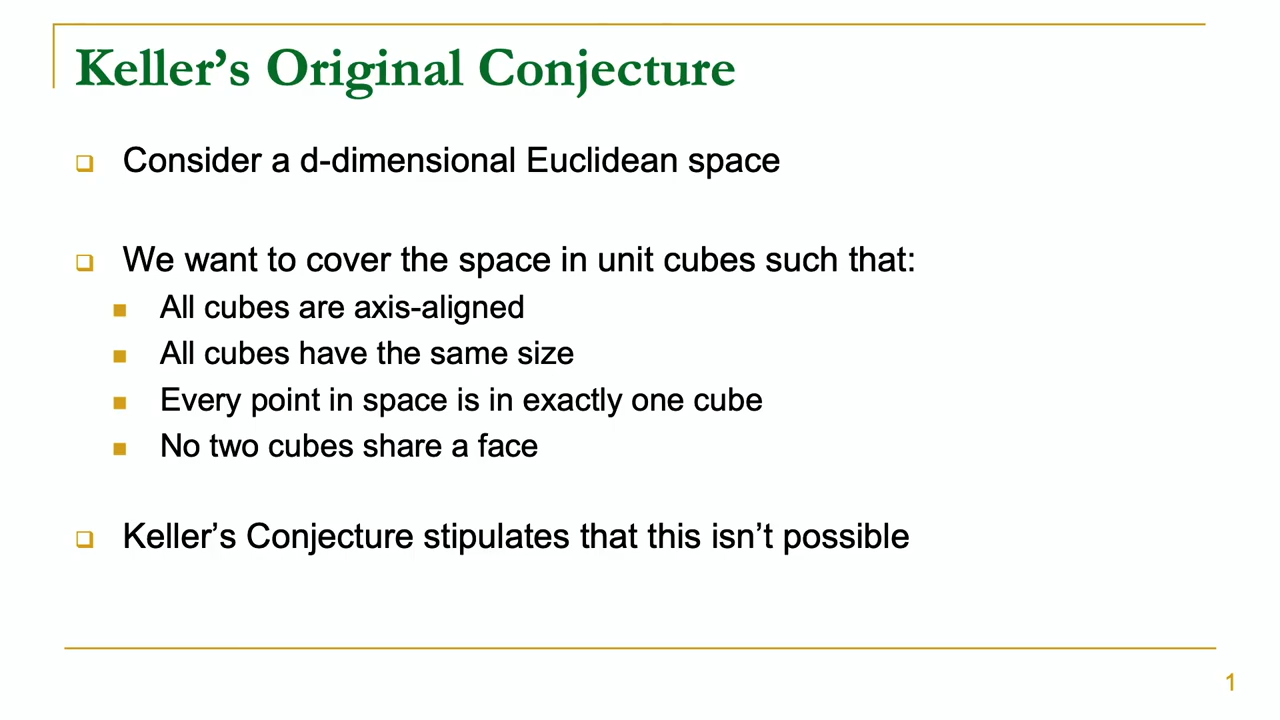 Keller’s Original Conjecture
Consider a d-dimensional Euclidean space
We want to cover the space in unit cubes such that:
All cubes are axis-aligned
All cubes have the same size
Every point in space is in exactly one cube
No two cubes share a face
Keller’s Conjecture stipulates that this isn’t possible
1